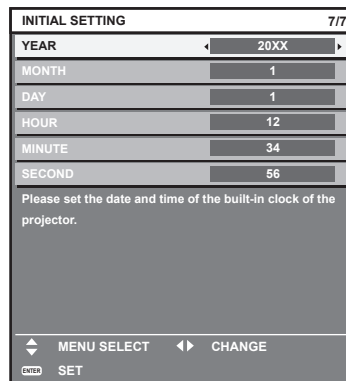 INITIAL SETTING 7/7
YEAR 20XX
MONTH 1
DAY 1
HOUR 12
MINUTE 34
SECOND 56
Please set the date and time of the built-in clock of the
projector.
MENU SELECT CHANGE
ENTER SET